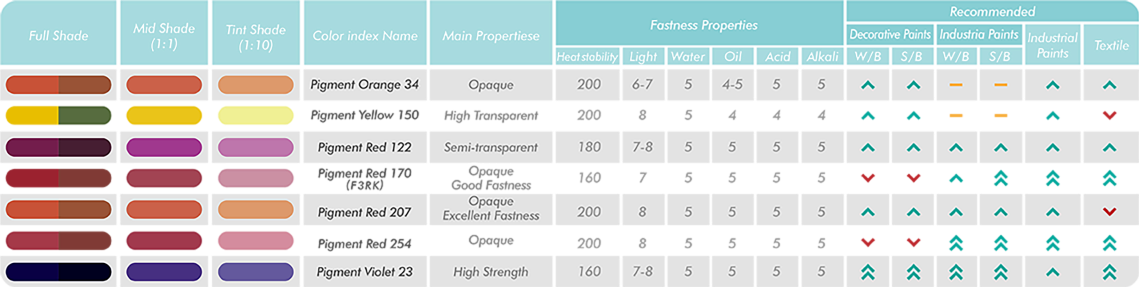 Recommended
Fastness Properties
Full Shade Mid Shade (1:1) Tint Shade (1:10) Color index Name Main Propertiese Decorative Paints Industria Paints Industrial Paints Textile
Heat stability Light Water Oil Acid Alkali W/B S/B W/B S/B
Pigment Orange 34 Opaque 200 6-7 5 4-5 5 5
Pigment Yellow 150 High Transparent 200 8 5 4 4 4
Pigment Red 122 Semi-transparent 180 7-8 5 5 5 5
Pigment Red 170 (F3RK) Opaque Good Fastness 160 7 5 5 5 5
Pigment Red 207 Opaque Excellent Fastness 200 8 5 5 5 5
Pigment Red 254 Opaque 200 8 5 5 5 5
Pigment Violet 23 High Strength 160 7-8 5 5 5 5